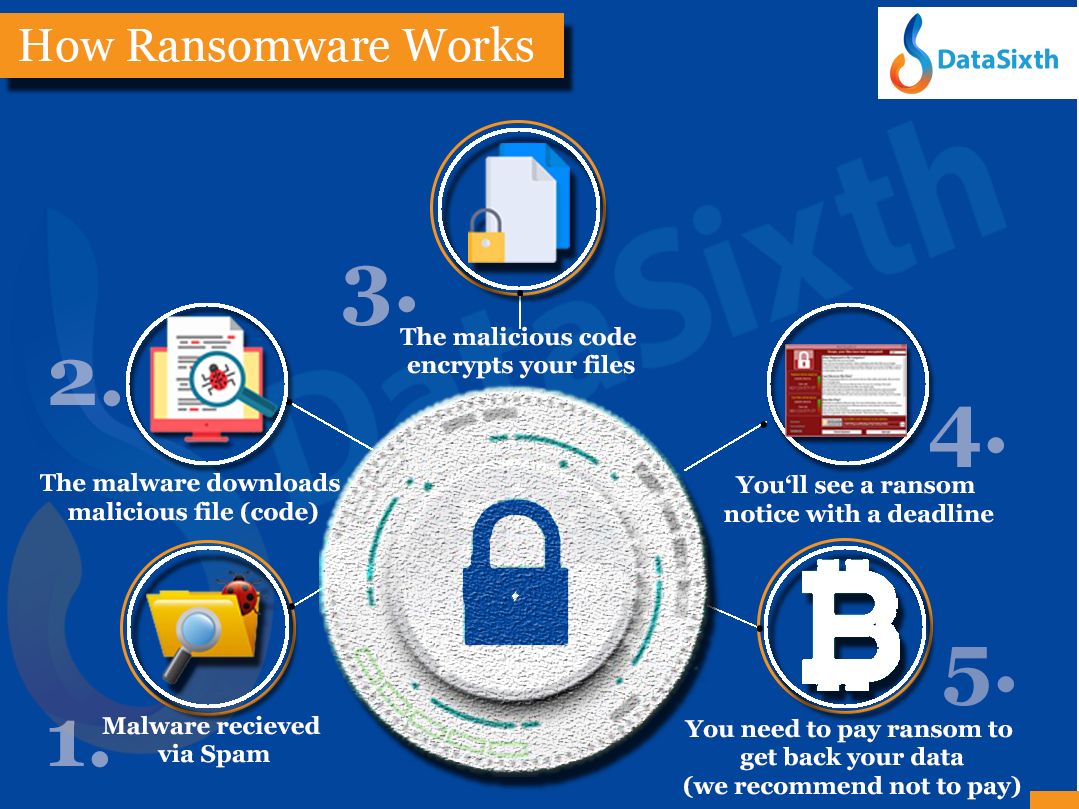 How Ransomware Works
DataSixth
DataSixth
3.
The malicious code
encrypts your files
2.
The malware downloads
malicious file (code)
4.
You‘ll see a ransom
notice with a deadline
1.
Malware recieved
via Spam
5.
You need to pay ransom to
get back your data
(we recommend not to pay)